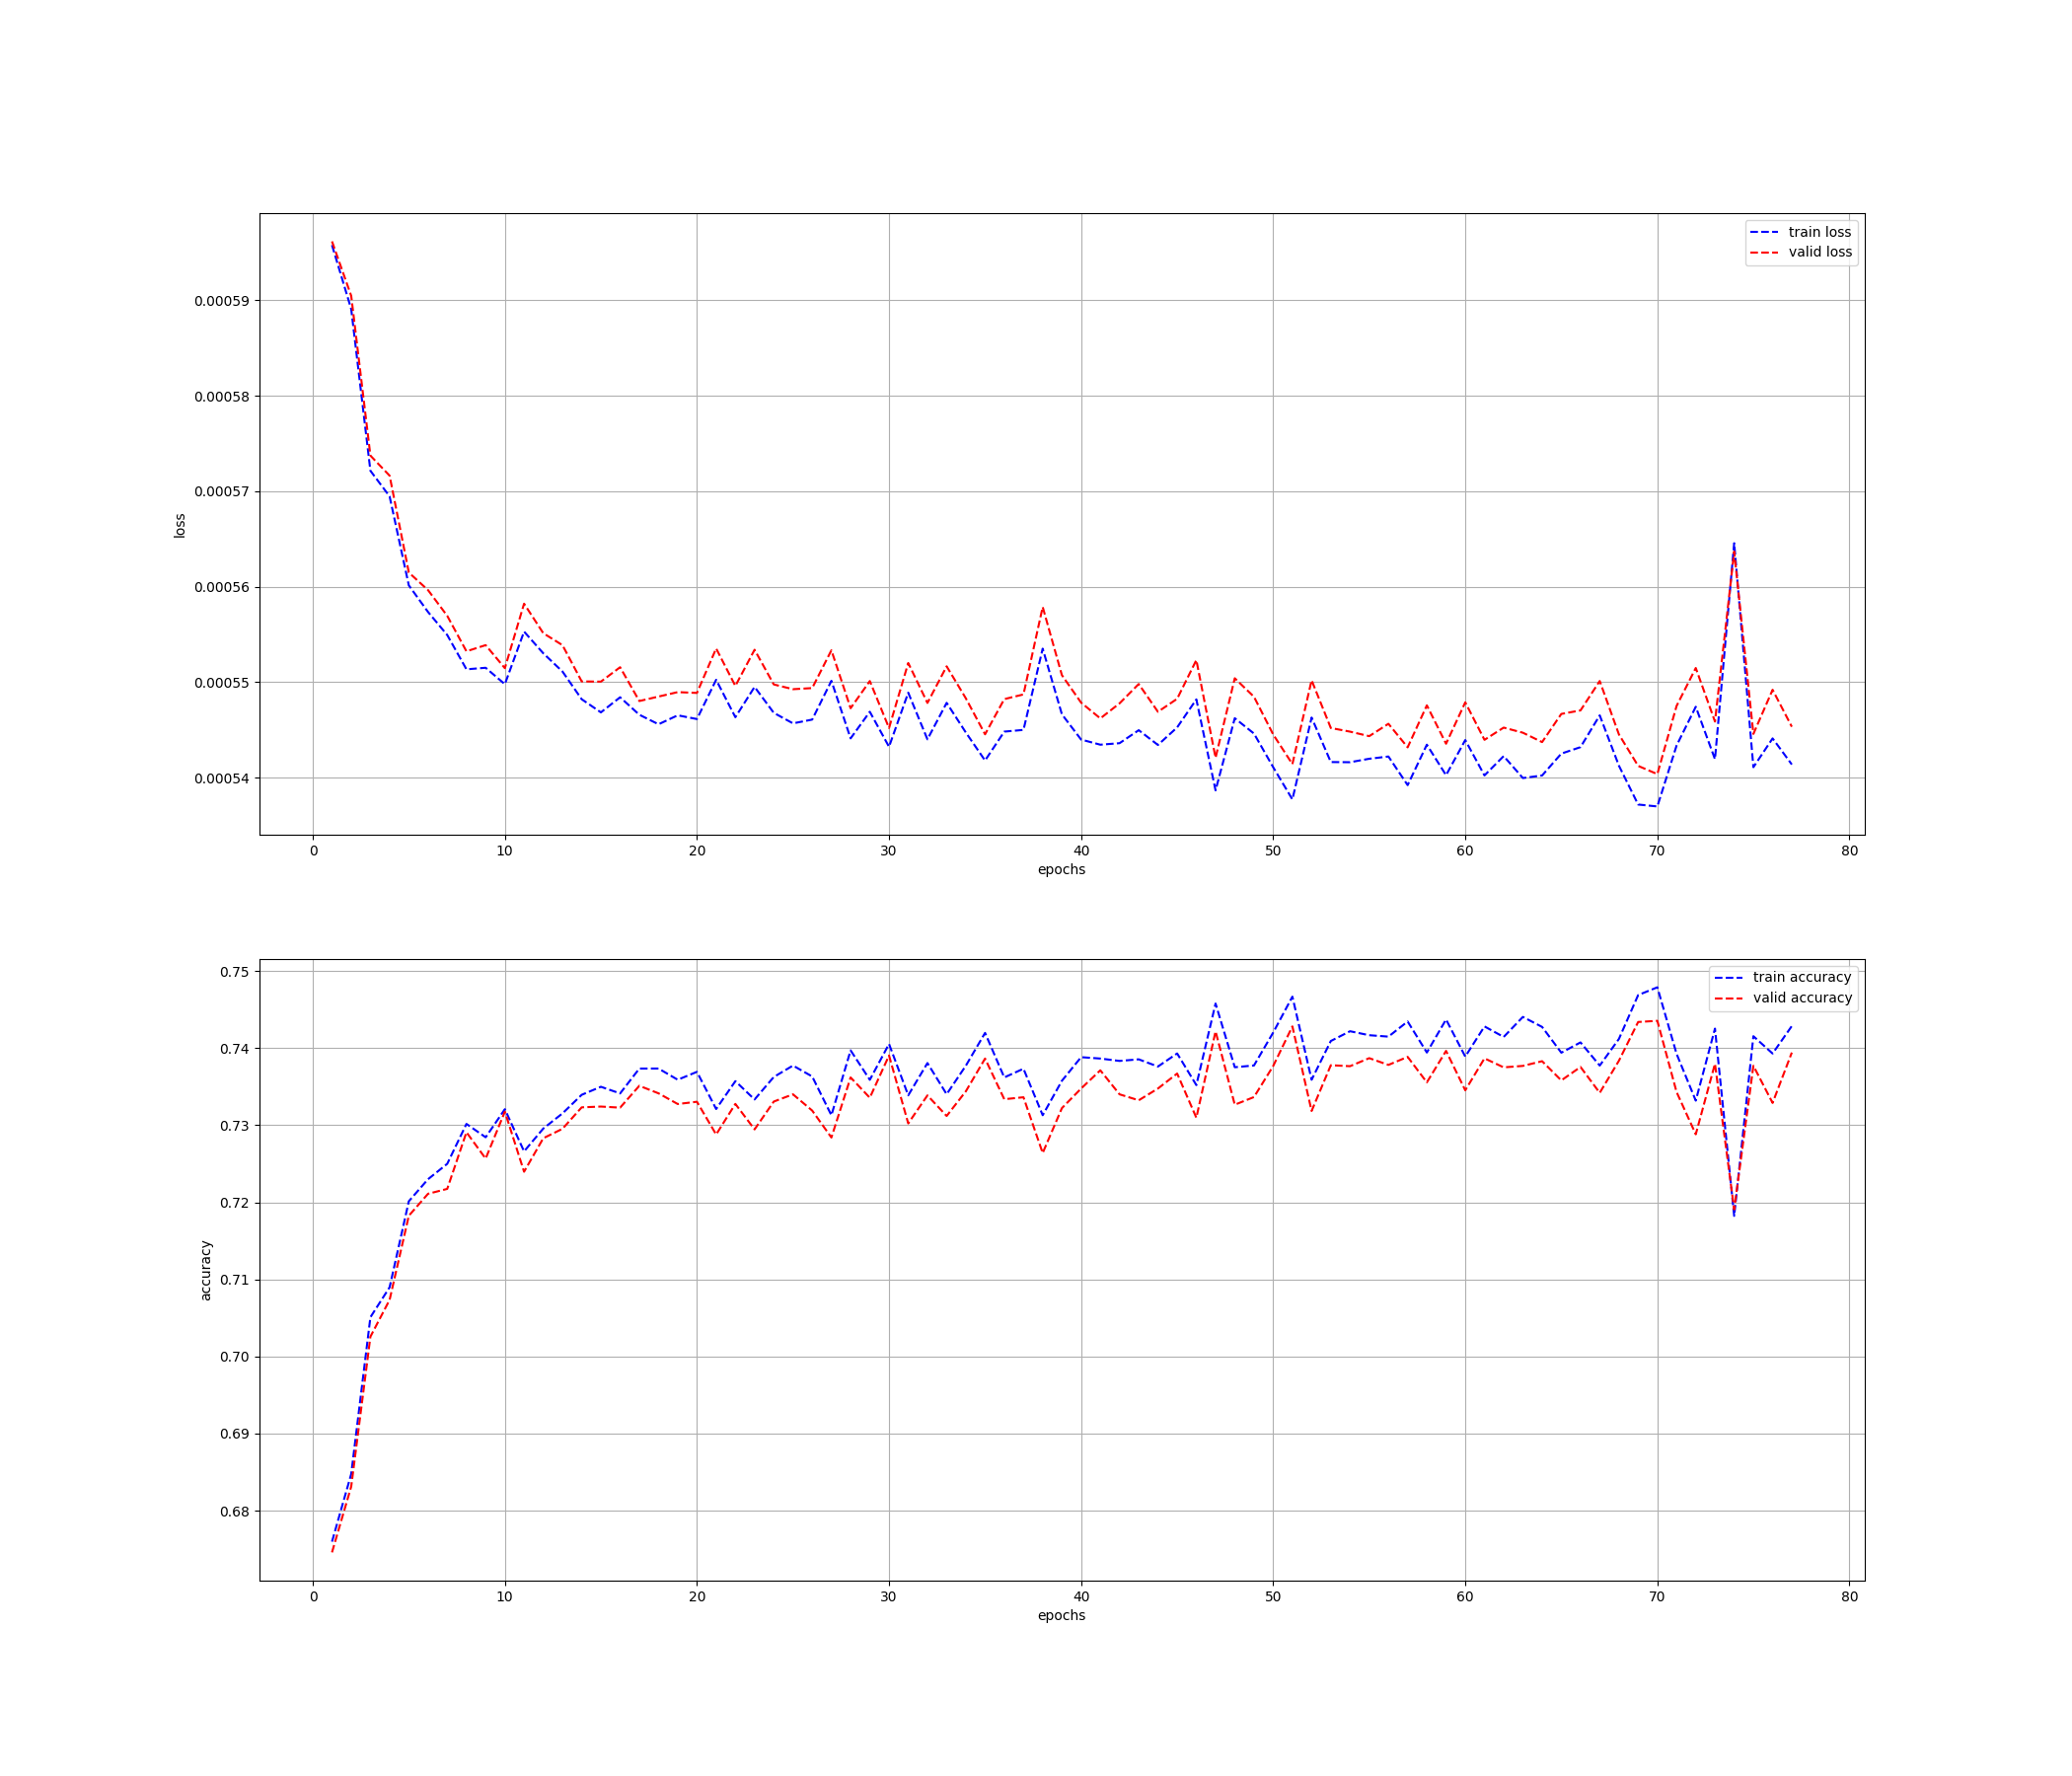 train loss
valid loss
0.00059
0.00058
0.00057
0.00056
0.00055
0.00054
loss
0 10 20 30 40 50 60 70 80
epochs
train accuracy
valid accuracy
0.75
0.74
0.73
0.72
0.71
0.70
0.69
0.68
accuracy
0 10 20 30 40 50 60 70 80
epochs